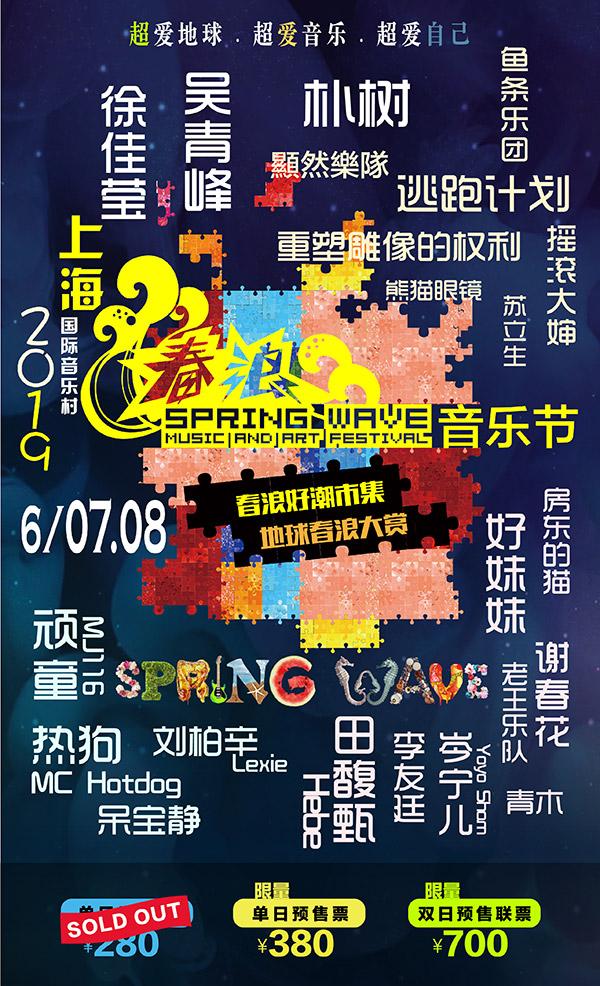 超爱地球 . 超爱音乐 . 超爱自己
徐佳莹
吴青峰
朴树
鱼条乐团
顯然樂隊
逃跑计划
重塑雕像的权利
摇滚大婶
熊猫眼镜
苏立生
上海
国际音乐村
2019
春浪
SPRING WAVE
MUSIC AND ART FESTIVAL
音乐节
春浪好潮市集
地球春浪大赏
6/07.08
房东的猫
好妹妹
顽童
MJ116
SPRING WAVE
谢春花
老王乐队
热狗
MC Hotdog
刘柏辛
Lexie
呆宝静
田馥甄
Hebe
李友廷
岑宁儿
Yoyo Sham
青木
SOLD OUT
¥280
限量
单日预售票
¥380
限量
双日预售联票
¥700